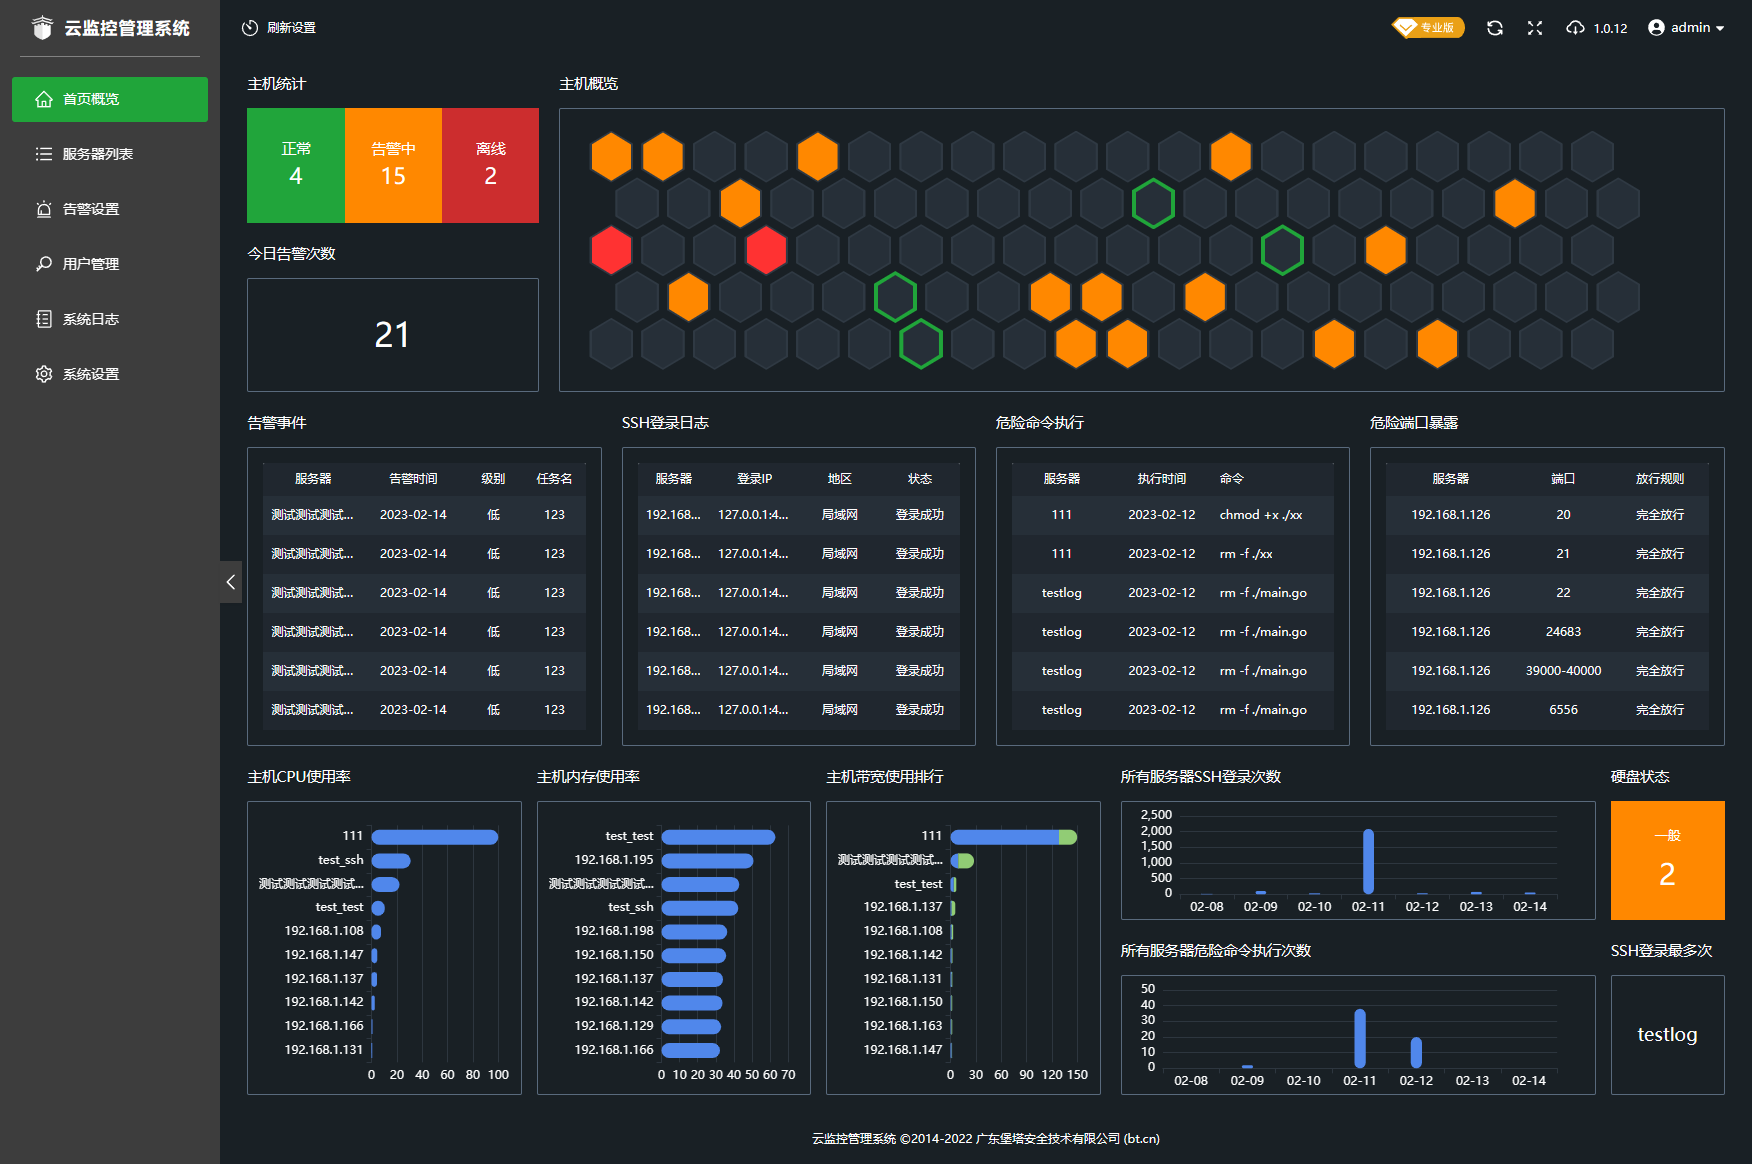 云监控管理系统
首页概览
服务器列表
告警设置
用户管理
系统日志
系统设置
刷新设置
专业版
1.0.12
admin
主机统计
正常
4
告警中
15
离线
2
今日告警次数
21
主机概览
告警事件
服务器 告警时间 级别 任务名
测试测试测试... 2023-02-14 低 123
测试测试测试... 2023-02-14 低 123
测试测试测试... 2023-02-14 低 123
测试测试测试... 2023-02-14 低 123
测试测试测试... 2023-02-14 低 123
测试测试测试... 2023-02-14 低 123
SSH登录日志
服务器 登录IP 地区 状态
192.168... 127.0.0.1:4... 局域网 登录成功
192.168... 127.0.0.1:4... 局域网 登录成功
192.168... 127.0.0.1:4... 局域网 登录成功
192.168... 127.0.0.1:4... 局域网 登录成功
192.168... 127.0.0.1:4... 局域网 登录成功
192.168... 127.0.0.1:4... 局域网 登录成功
危险命令执行
服务器 执行时间 命令
111 2023-02-12 chmod +x ./xx
111 2023-02-12 rm -f ./xx
testlog 2023-02-12 rm -f ./main.go
testlog 2023-02-12 rm -f ./main.go
testlog 2023-02-12 rm -f ./main.go
testlog 2023-02-12 rm -f ./main.go
危险端口暴露
服务器 端口 放行规则
192.168.1.126 20 完全放行
192.168.1.126 21 完全放行
192.168.1.126 22 完全放行
192.168.1.126 24683 完全放行
192.168.1.126 39000-40000 完全放行
192.168.1.126 6556 完全放行
主机CPU使用率
111
test_ssh
测试测试测试测试...
test_test
192.168.1.108
192.168.1.147
192.168.1.137
192.168.1.142
192.168.1.166
192.168.1.131
0 20 40 60 80 100
主机内存使用率
test_test
192.168.1.195
测试测试测试测试...
test_ssh
192.168.1.198
192.168.1.150
192.168.1.137
192.168.1.142
192.168.1.129
192.168.1.166
0 10 20 30 40 50 60 70
主机带宽使用排行
111
测试测试测试测试...
test_test
192.168.1.137
192.168.1.108
192.168.1.142
192.168.1.131
192.168.1.150
192.168.1.163
192.168.1.147
0 30 60 90 120 150
所有服务器SSH登录次数
2,500
2,000
1,500
1,000
500
0
02-08 02-09 02-10 02-11 02-12 02-13 02-14
硬盘状态
一般
2
所有服务器危险命令执行次数
50
40
30
20
10
0
02-08 02-09 02-10 02-11 02-12 02-13 02-14
SSH登录最多次
testlog
云监控管理系统 ©2014-2022 广东堡塔安全技术有限公司 (bt.cn)